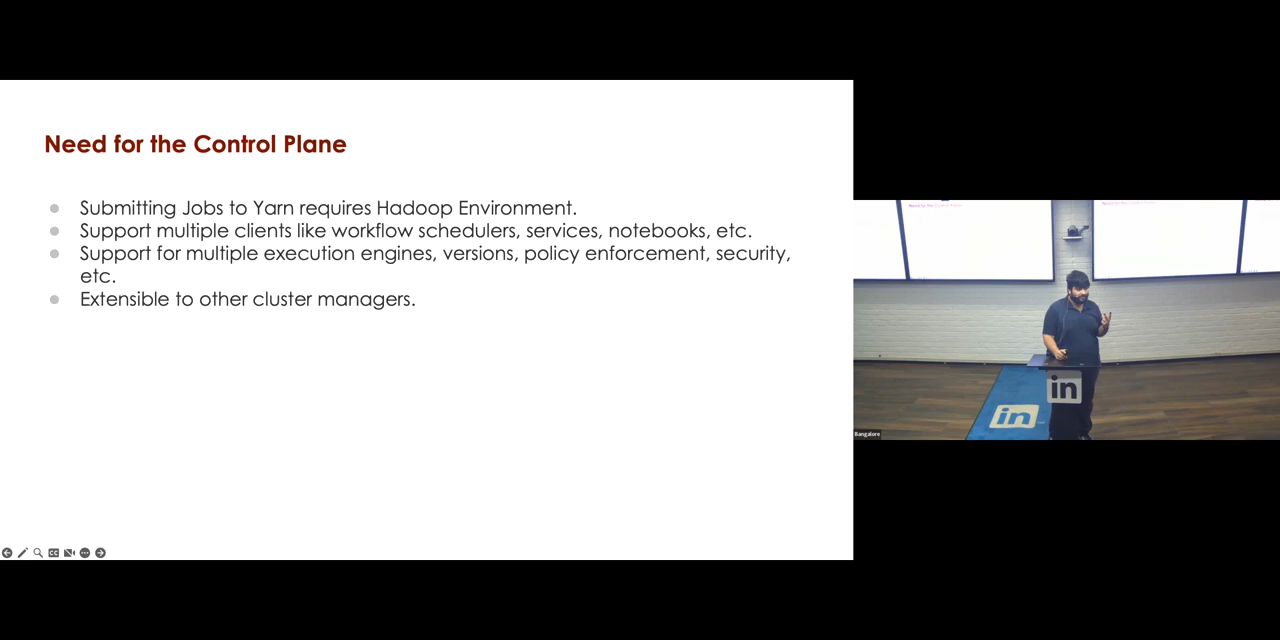 Need for the Control Plane
Submitting Jobs to Yarn requires Hadoop Environment.
Support multiple clients like workflow schedulers, services, notebooks, etc.
Support for multiple execution engines, versions, policy enforcement, security,
etc.
Extensible to other cluster managers.
in
in
Bangalore